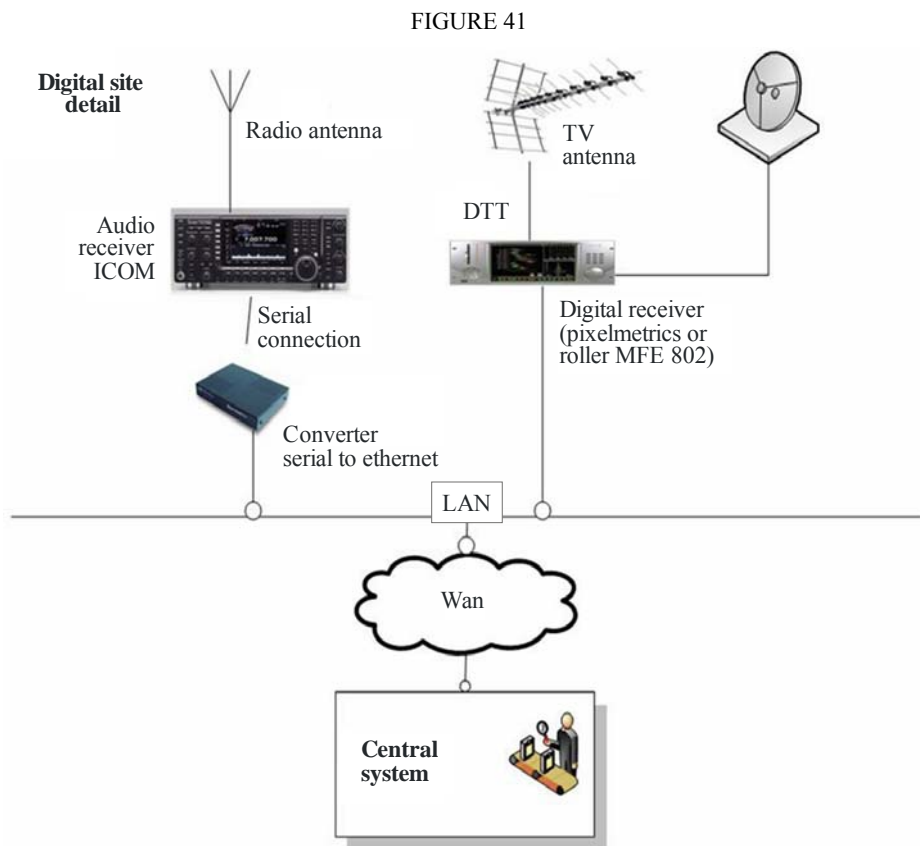 FIGURE 41
Digital site
detail
Radio antenna
TV
antenna
DTT
Audio
receiver
ICOM
Serial
connection
Digital receiver
(pixelmetrics or
roller MFE 802)
Converter
serial to ethernet
LAN
Wan
Central
system